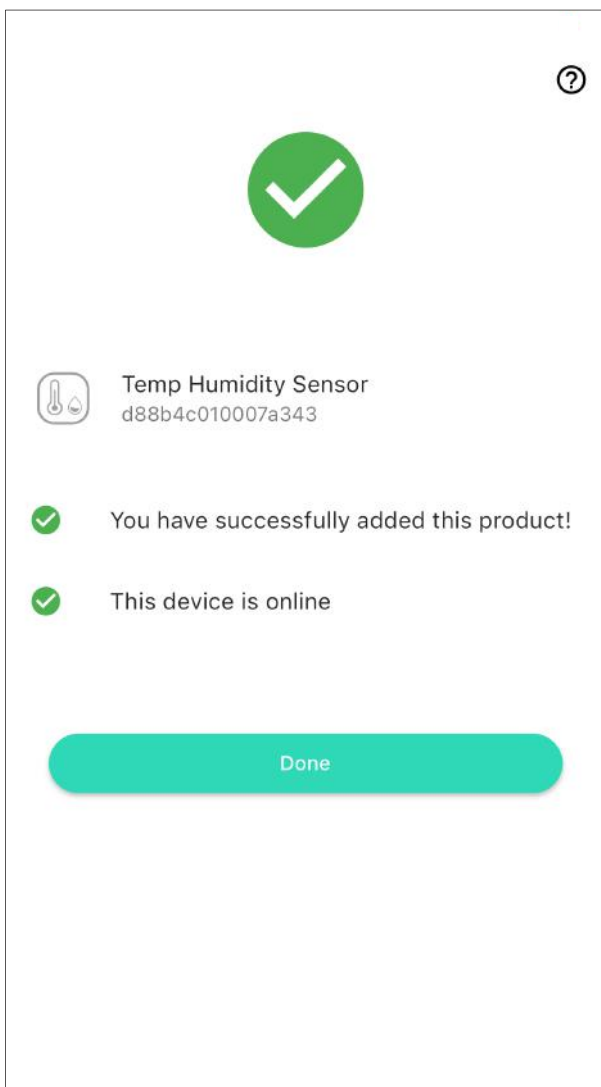 Temp Humidity Sensor
d88b4c010007a343
You have successfully added this product!
This device is online
Done